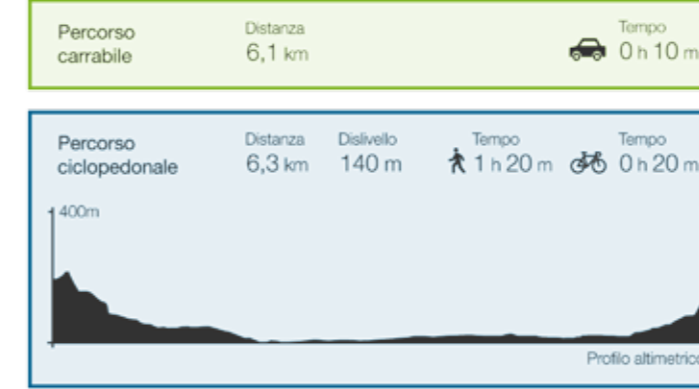 Percorso
carrabile
Distanza
6,1 km
Tempo
0 h 10 m
Percorso
ciclopedonale
Distanza
6,3 km
Dislivello
140 m
Tempo
1 h 20 m
Tempo
0 h 20 m
400m
Profilo altimetrico